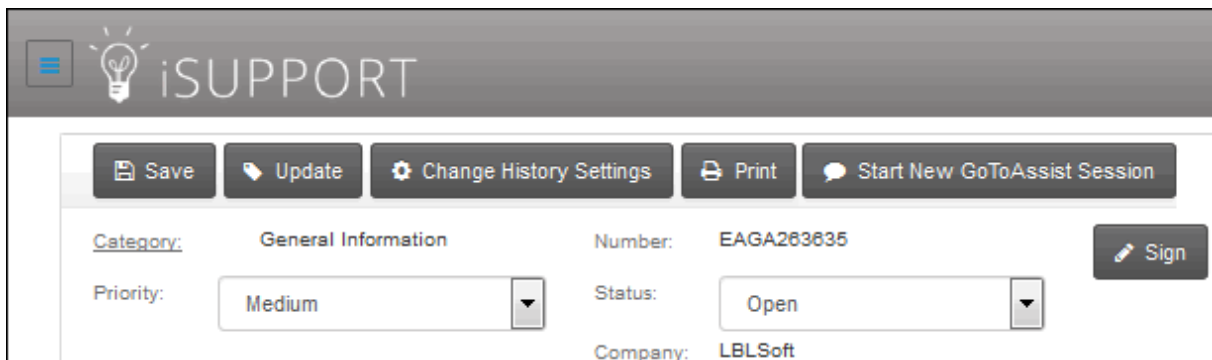 iSUPPORT
Save Update Change History Settings Print Start New GoToAssist Session
Category: General Information Number: EAGA263635 Sign
Priority: Medium Status: Open
Company: LBLSoft